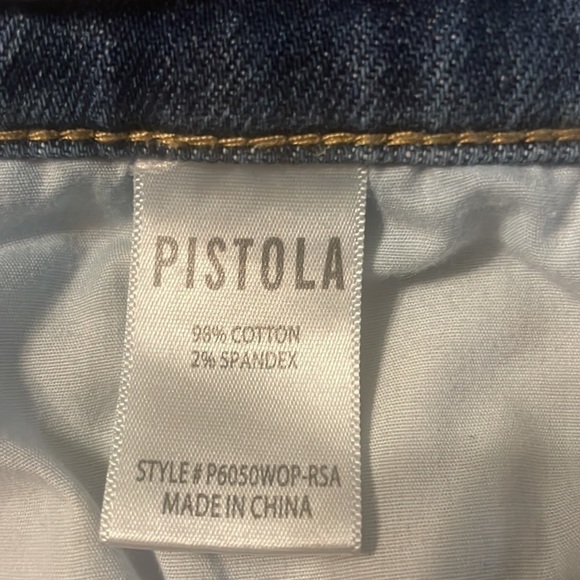 PISTOLA
98% COTTON
2% SPANDEX
STYLE # P6050WOP-RSA
MADE IN CHINA